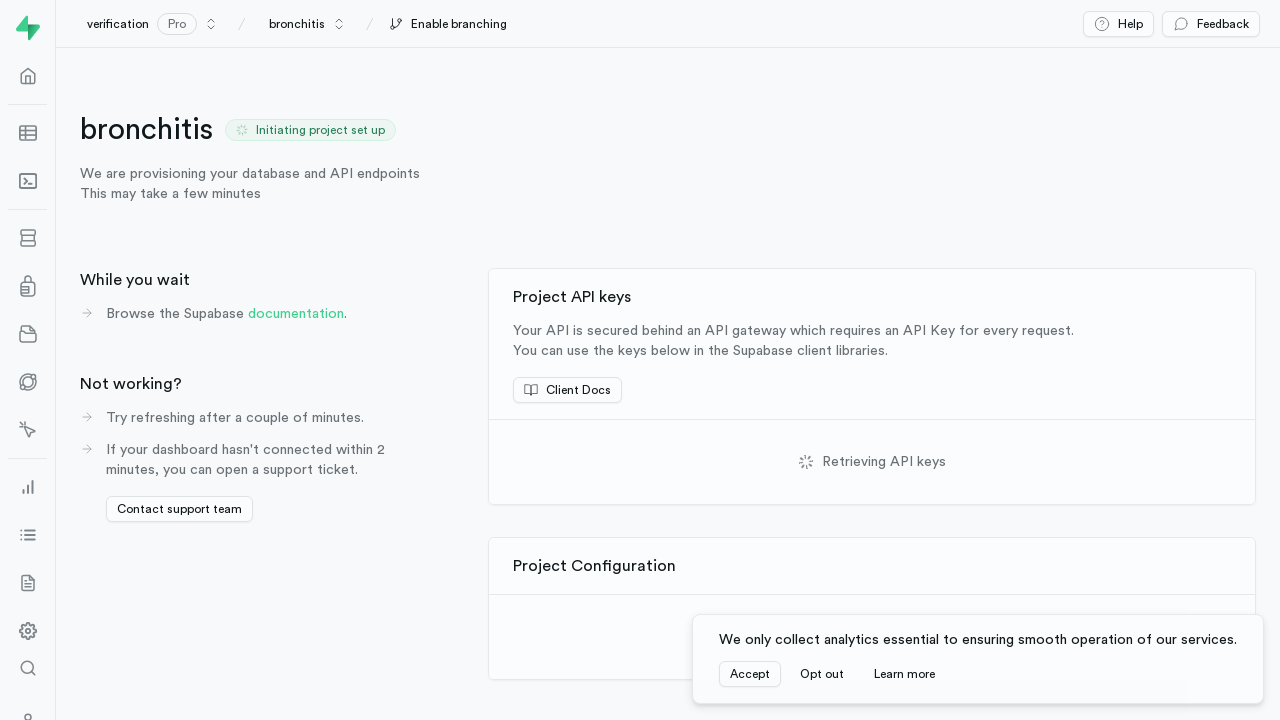 verification Pro / bronchitis / Enable branching
Help
Feedback
bronchitis
Initiating project set up
We are provisioning your database and API endpoints
This may take a few minutes
While you wait
Browse the Supabase documentation.
Not working?
Try refreshing after a couple of minutes.
If your dashboard hasn't connected within 2
minutes, you can open a support ticket.
Contact support team
Project API keys
Your API is secured behind an API gateway which requires an API Key for every request.
You can use the keys below in the Supabase client libraries.
Client Docs
Retrieving API keys
Project Configuration
We only collect analytics essential to ensuring smooth operation of our services.
Accept
Opt out
Learn more